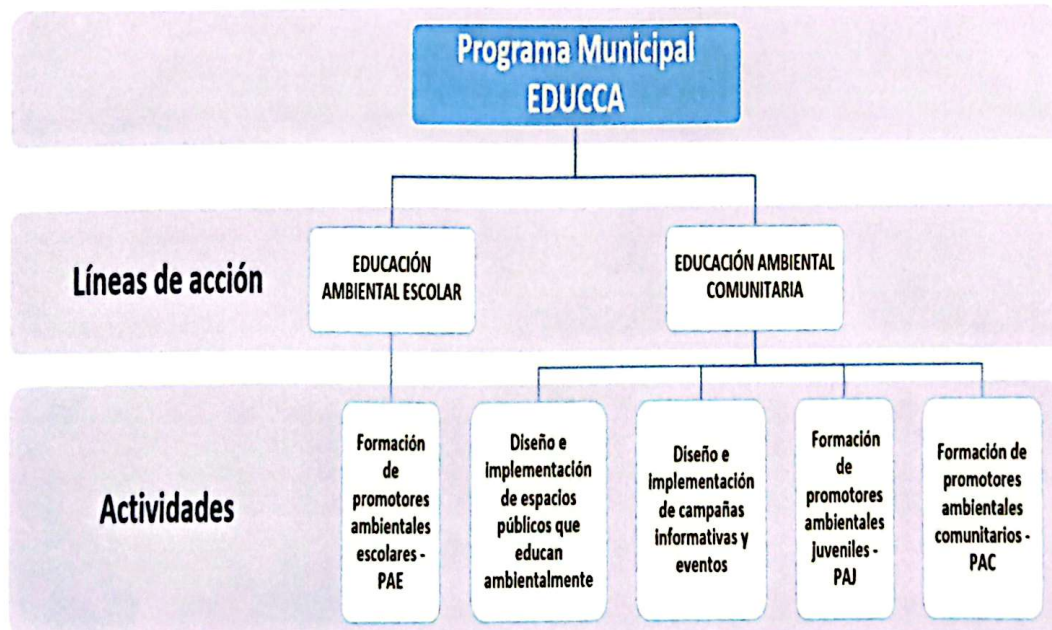 Programa Municipal
EDUCCA
Líneas de acción
EDUCACIÓN
AMBIENTAL ESCOLAR
EDUCACIÓN AMBIENTAL
COMUNITARIA
Actividades
Formación
de
promotores
ambientales
escolares -
PAE
Diseño e
implementación
de espacios
públicos que
educan
ambientalmente
Diseño e
implementación
de campañas
informativas y
eventos
Formación
de
promotores
ambientales
juveniles -
PAJ
Formación de
promotores
ambientales
comunitarios -
PAC